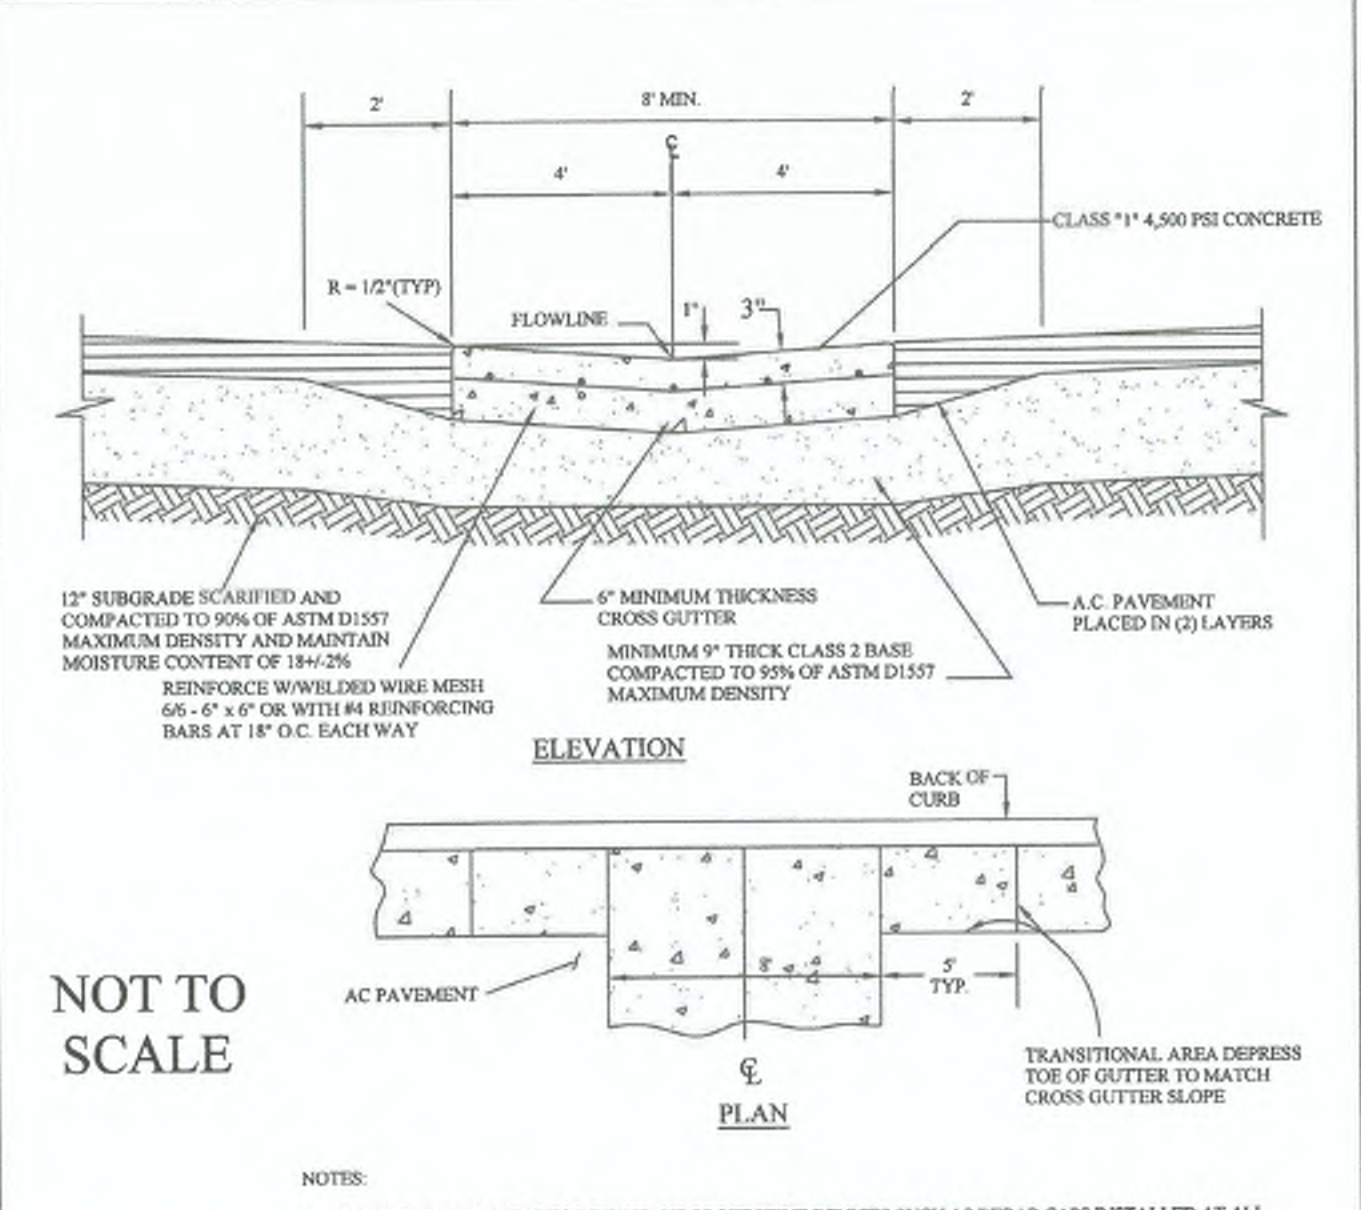 2'
8' MIN.
2'
℄
4'
4'
CLASS "1" 4,500 PSI CONCRETE
R = 1/2"(TYP)
FLOWLINE
1"
3"
12" SUBGRADE SCARIFIED AND
COMPACTED TO 90% OF ASTM D1557
MAXIMUM DENSITY AND MAINTAIN
MOISTURE CONTENT OF 18+/-2%
REINFORCE W/WELDED WIRE MESH
6/6 - 6" x 6" OR WITH #4 REINFORCING
BARS AT 18" O.C. EACH WAY
6" MINIMUM THICKNESS
CROSS GUTTER
MINIMUM 9" THICK CLASS 2 BASE
COMPACTED TO 95% OF ASTM D1557
MAXIMUM DENSITY
A.C. PAVEMENT
PLACED IN (2) LAYERS
ELEVATION
BACK OF
CURB
AC PAVEMENT
8'
5'
TYP.
NOT TO
SCALE
℄
PLAN
TRANSITIONAL AREA DEPRESS
TOE OF GUTTER TO MATCH
CROSS GUTTER SLOPE
NOTES: